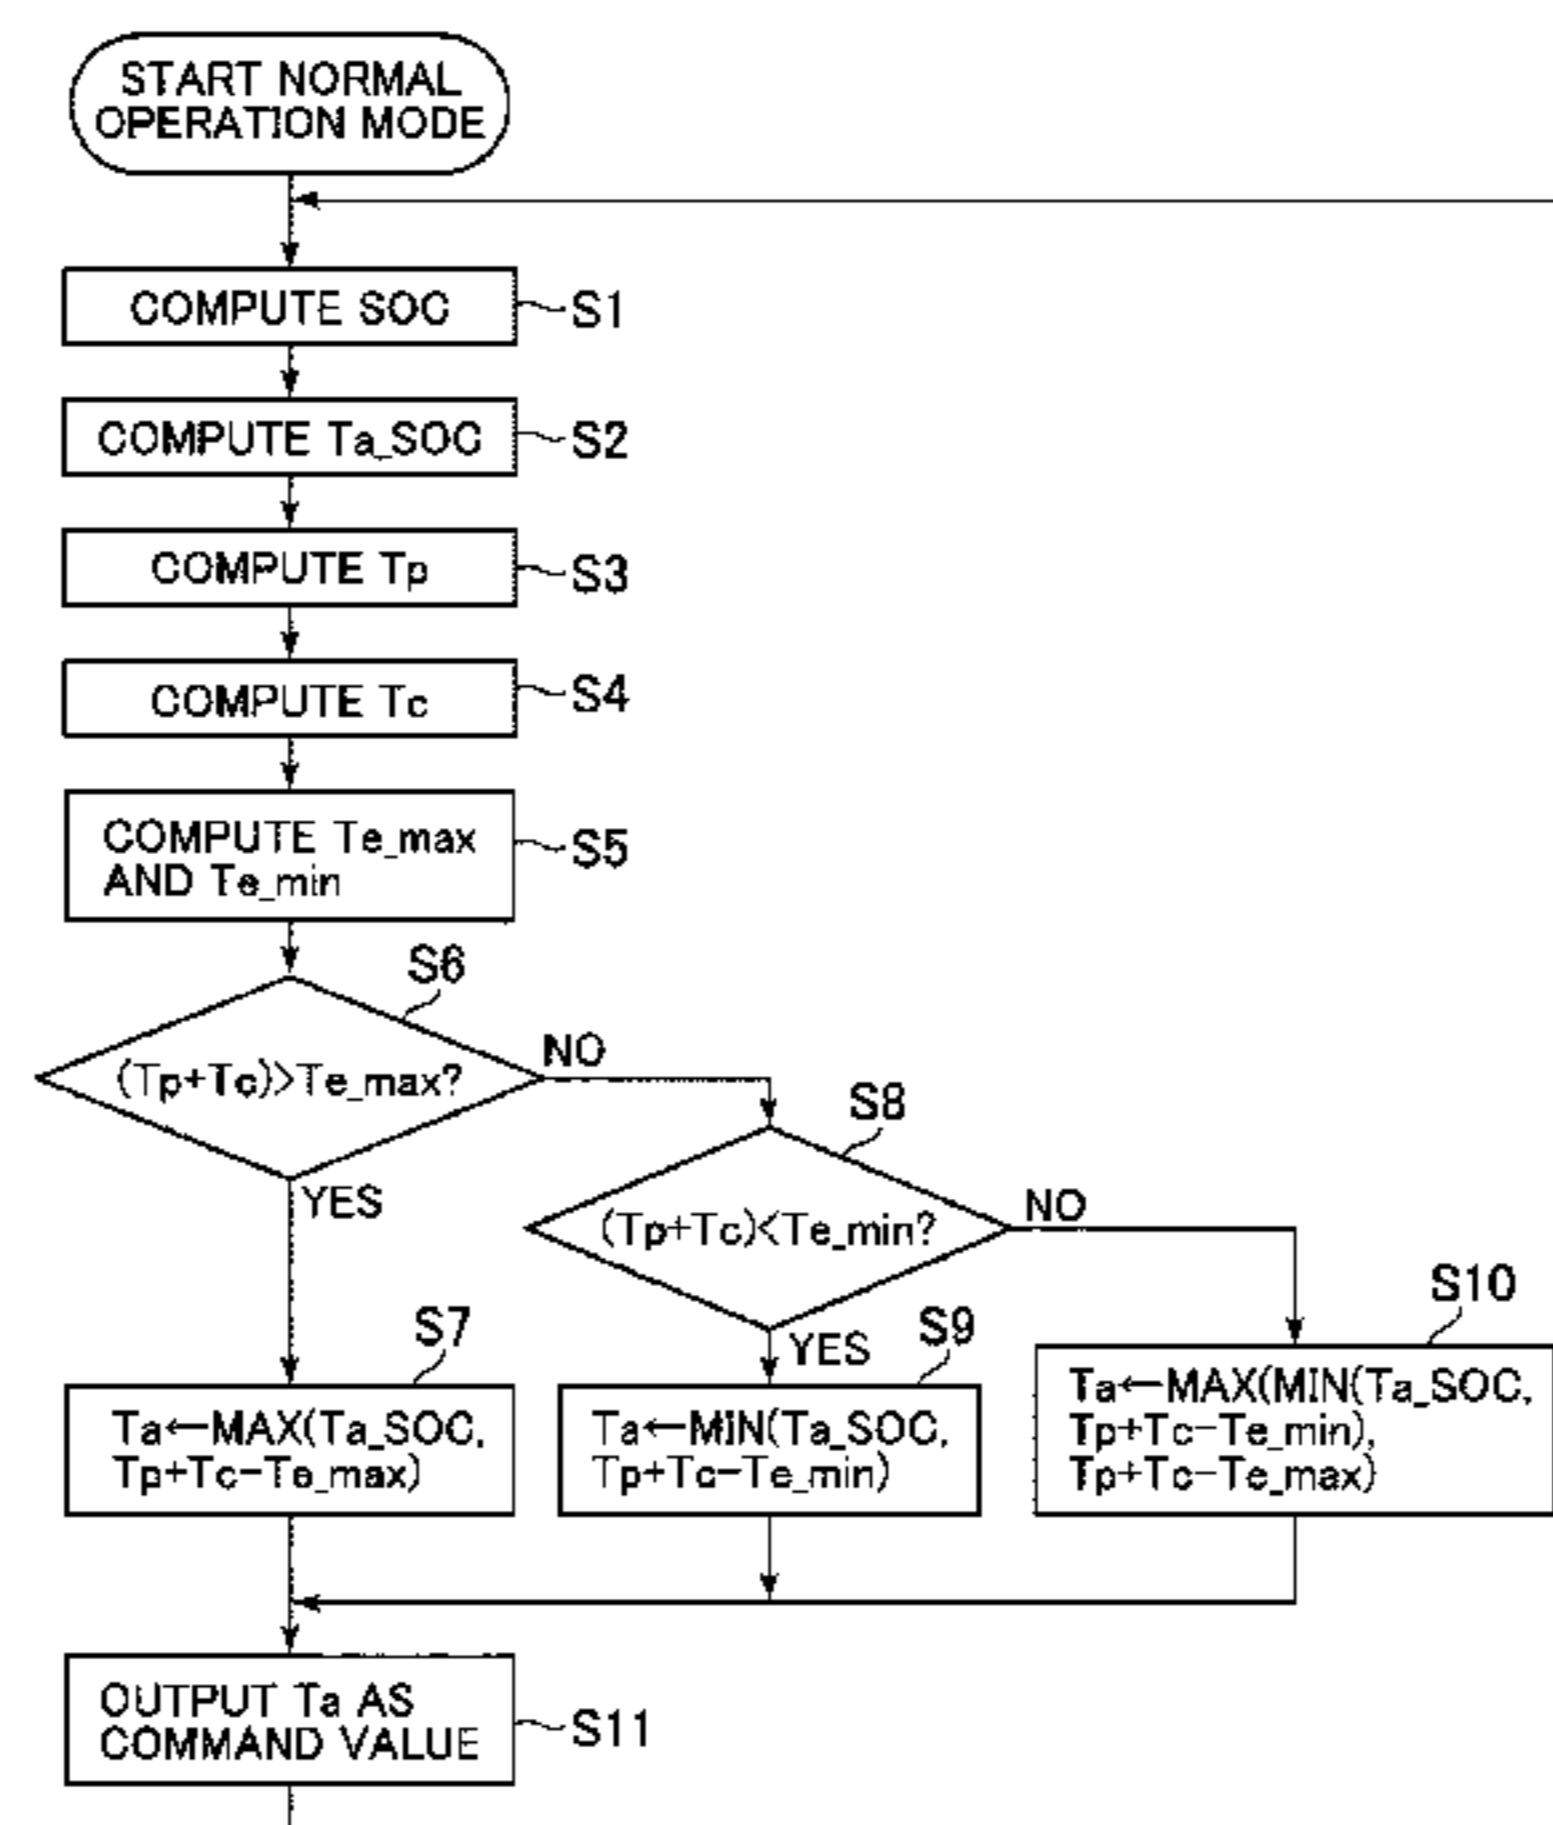 START NORMAL
OPERATION MODE
COMPUTE SOC
S1
COMPUTE Ta_SOC
S2
COMPUTE Tp
S3
COMPUTE Tc
S4
COMPUTE Te_max
AND Te_min
S5
S6
(Tp+Tc)>Te_max?
NO
YES
S8
(Tp+Tc)<Te_min?
NO
YES
S7
Ta←MAX(Ta_SOC,
Tp+Tc-Te_max)
S9
Ta←MIN(Ta_SOC,
Tp+Tc-Te_min)
S10
Ta←MAX(MIN(Ta_SOC,
Tp+Tc-Te_min),
Tp+Tc-Te_max)
OUTPUT Ta AS
COMMAND VALUE
S11